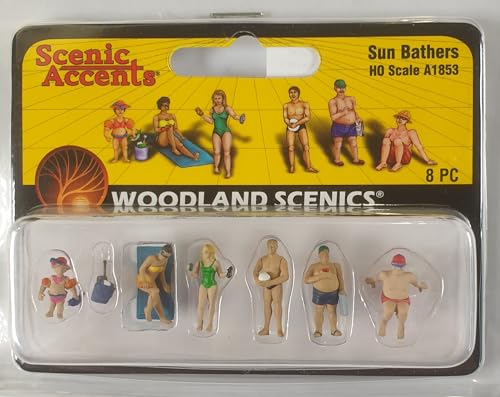 Scenic
Accents®
Sun Bathers
HO Scale A1853
8 PC
WOODLAND SCENICS®